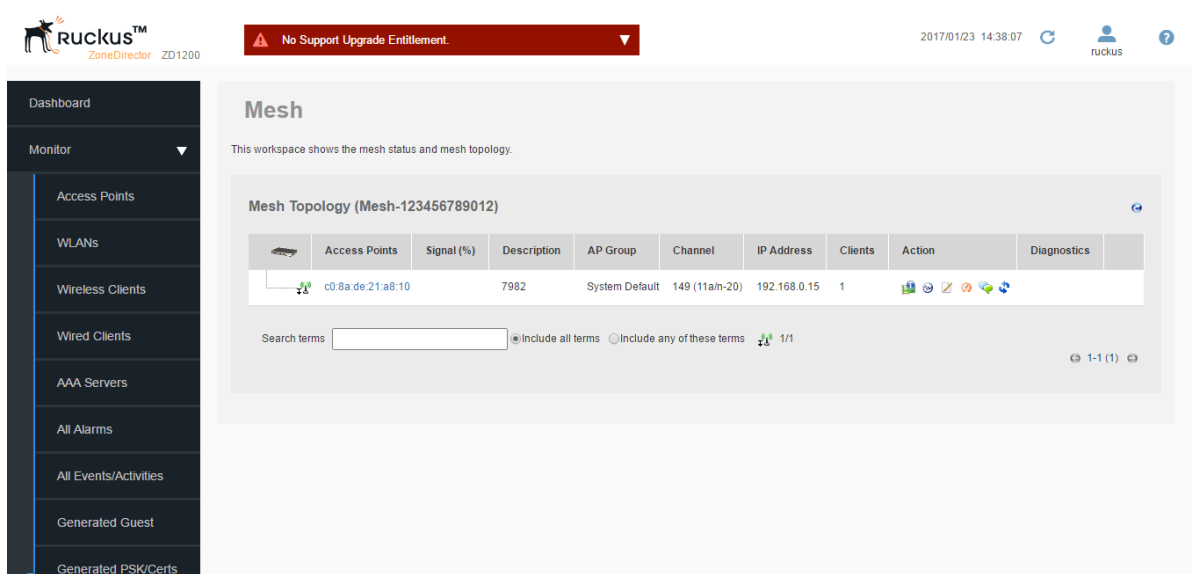 Ruckus™
ZoneDirector ZD1200
No Support Upgrade Entitlement.
2017/01/23 14:38:07
ruckus
Dashboard
Monitor
Access Points
WLANs
Wireless Clients
Wired Clients
AAA Servers
All Alarms
All Events/Activities
Generated Guest
Generated PSK/Certs
Mesh
This workspace shows the mesh status and mesh topology.
Mesh Topology (Mesh-123456789012)
Access Points Signal (%) Description AP Group Channel IP Address Clients Action Diagnostics
c0:8a:de:21:a8:10 7982 System Default 149 (11a/n-20) 192.168.0.15 1
Search terms Include all terms Include any of these terms 1/1
1-1 (1)